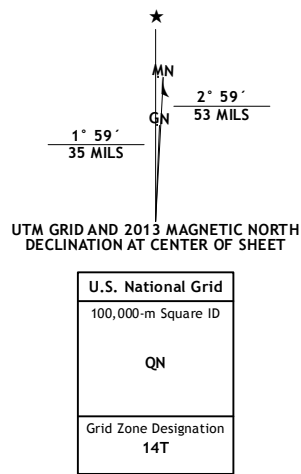 ★
MN
GN
2° 59´
53 MILS
1° 59´
35 MILS
UTM GRID AND 2013 MAGNETIC NORTH
DECLINATION AT CENTER OF SHEET
U.S. National Grid
100,000-m Square ID
QN
Grid Zone Designation
14T